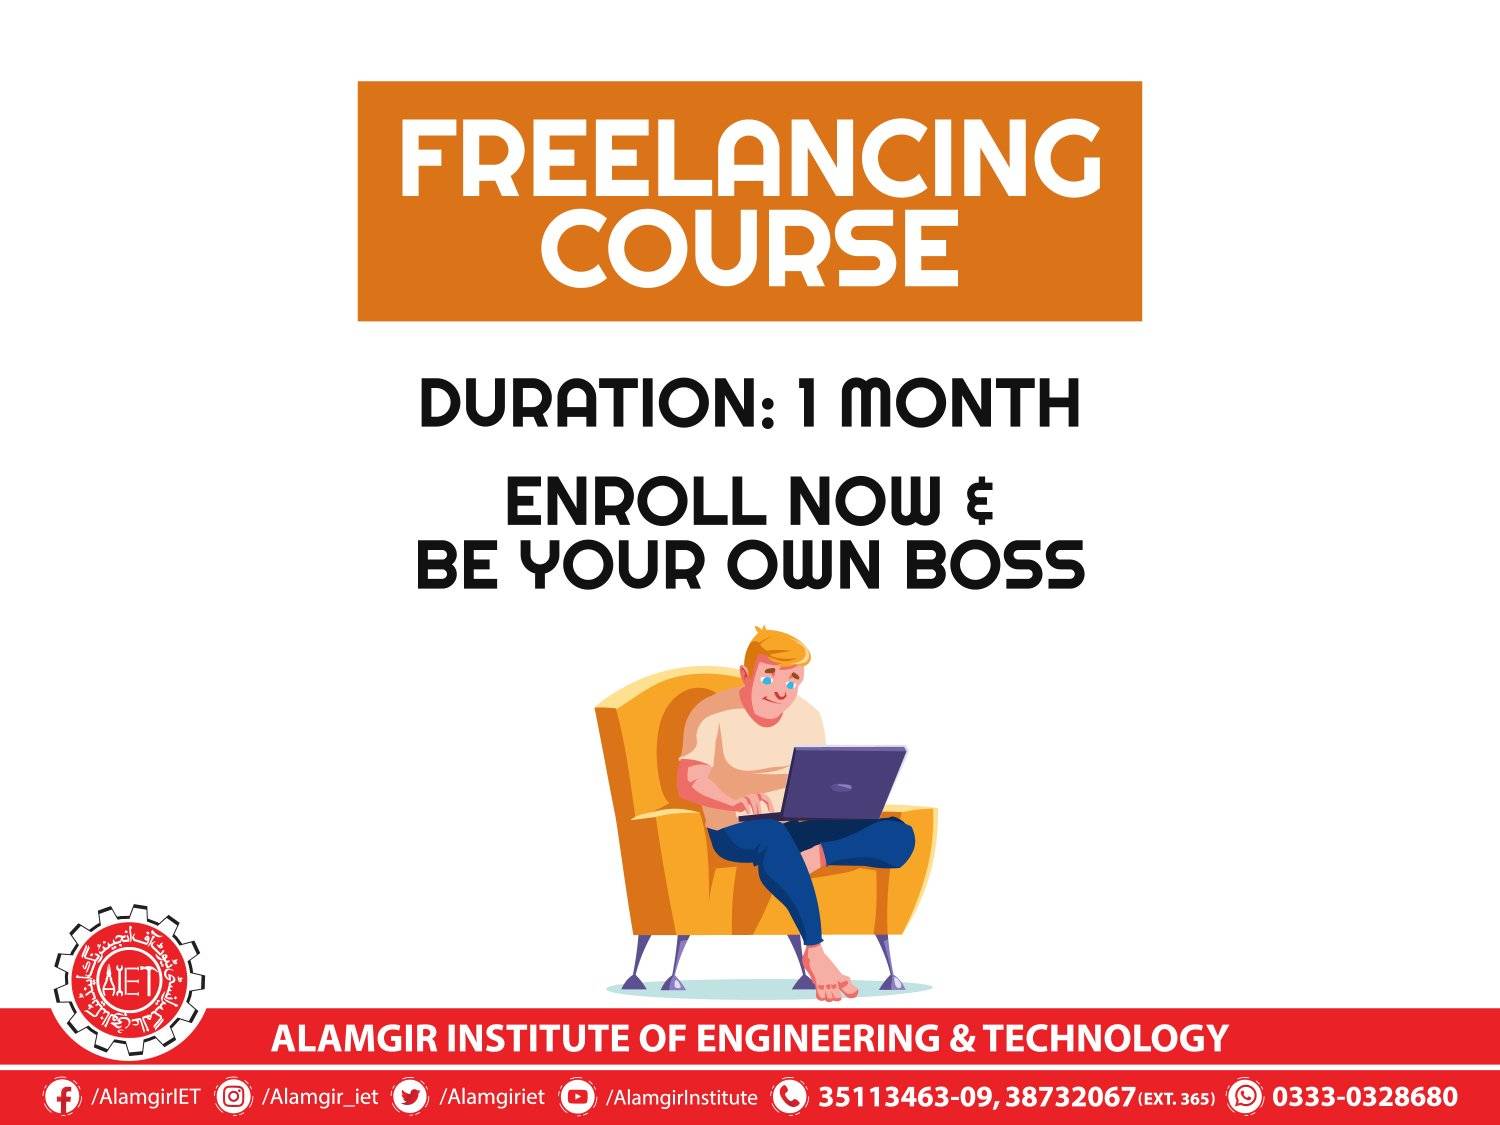 FREELANCING
COURSE
DURATION: 1 MONTH
ENROLL NOW &
BE YOUR OWN BOSS
AIET
ALAMGIR INSTITUTE OF ENGINEERING & TECHNOLOGY
/AlamgirIET /Alamgir_iet /Alamgiriet /AlamgirInstitute 35113463-09, 38732067(EXT. 365) 0333-0328680